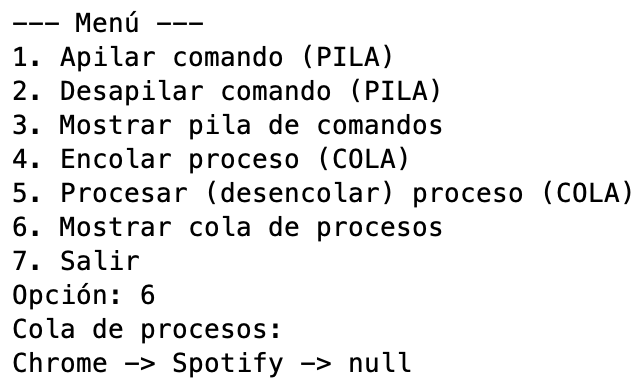 --- Menú ---
1. Apilar comando (PILA)
2. Desapilar comando (PILA)
3. Mostrar pila de comandos
4. Encolar proceso (COLA)
5. Procesar (desencolar) proceso (COLA)
6. Mostrar cola de procesos
7. Salir
Opción: 6
Cola de procesos:
Chrome -> Spotify -> null